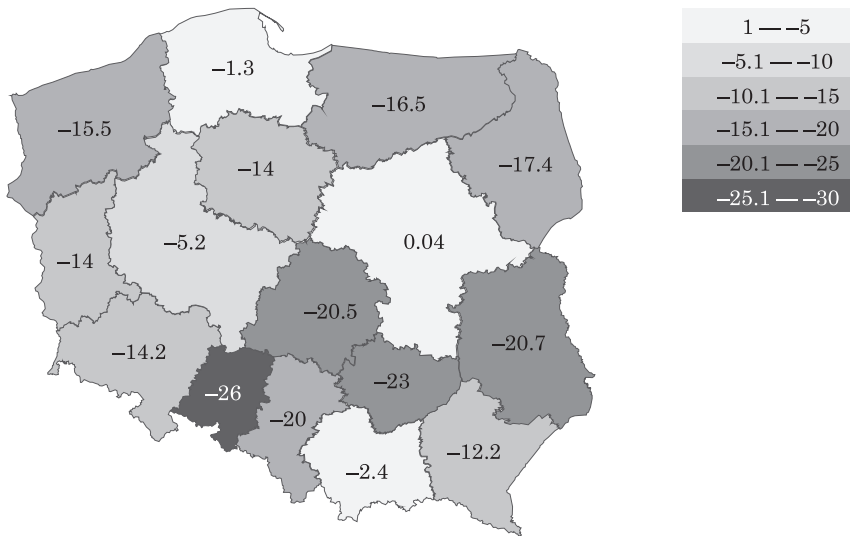 1 — –5
–5.1 — –10
–10.1 — –15
–15.1 — –20
–20.1 — –25
–25.1 — –30
–1.3
–16.5
–15.5
–14
–17.4
–5.2
0.04
–14
–20.5
–20.7
–14.2
–26
–23
–20
–12.2
–2.4